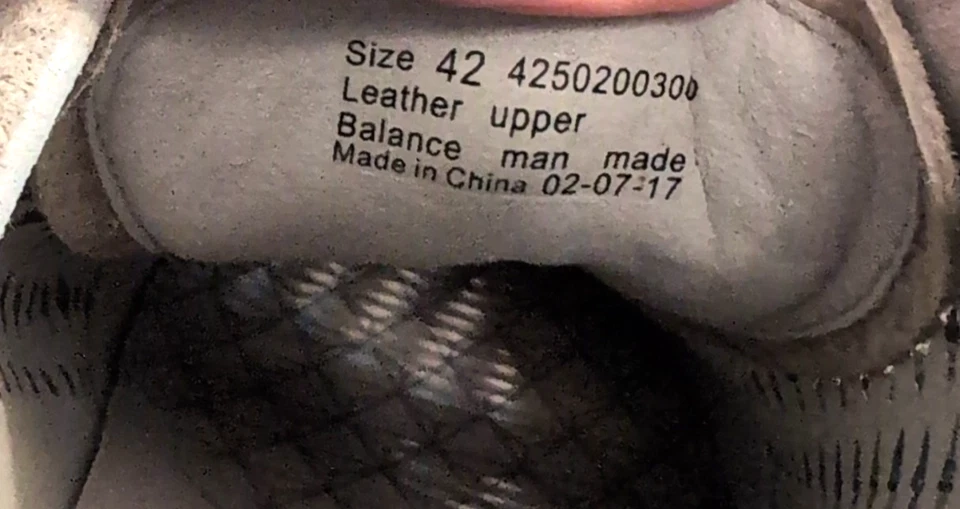 Size 42 4250200300
Leather upper
Balance man made
Made in China 02-07-17